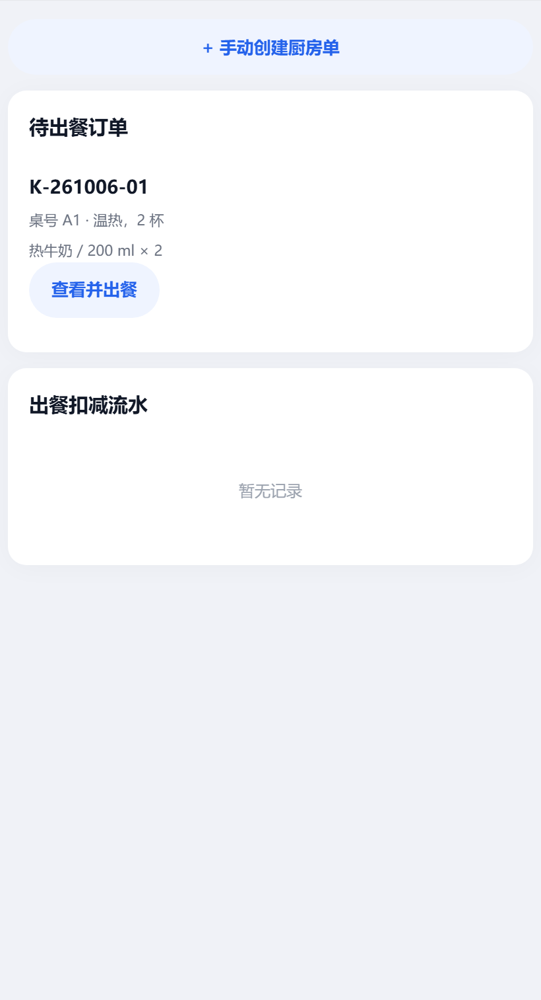 + 手动创建厨房单
待出餐订单
K-261006-01
桌号 A1 · 温热，2 杯
热牛奶 / 200 ml × 2
查看并出餐
出餐扣减流水
暂无记录